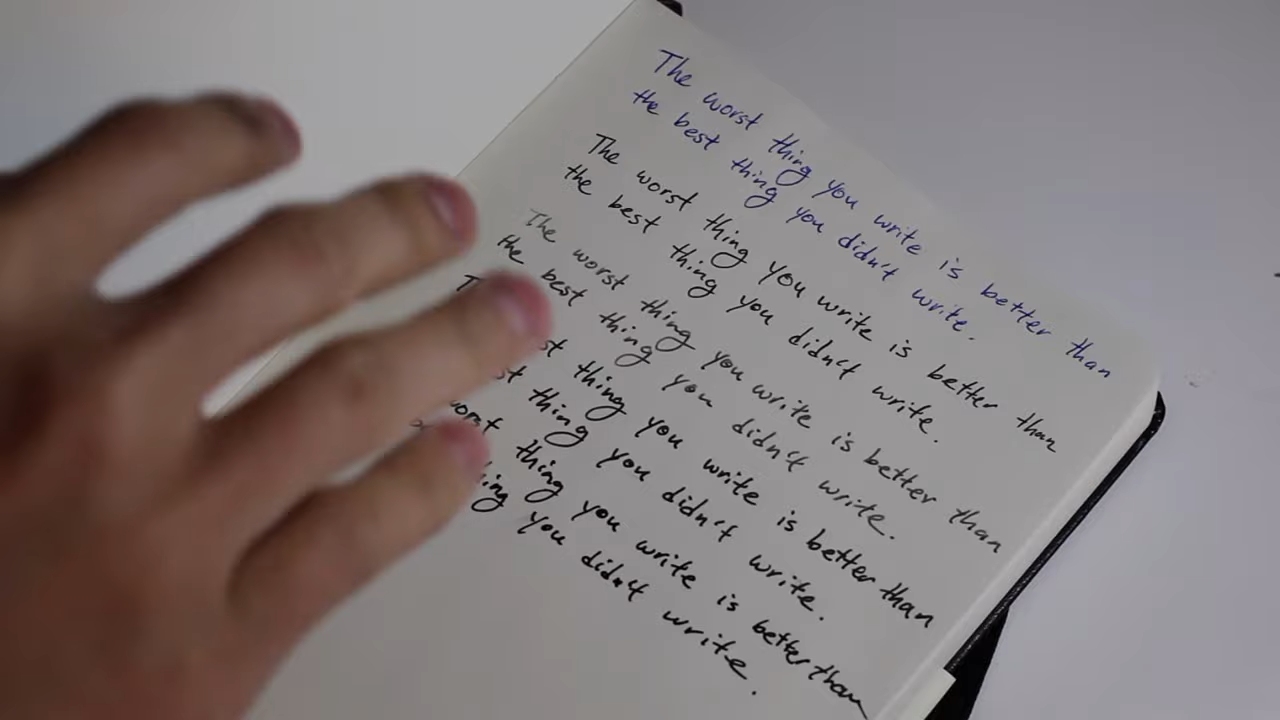 The worst thing you write is better than
the best thing you didn't write.
The worst thing you write is better than
the best thing you didn't write.
The worst thing you write is better than
the best thing you didn't write.
thing you write is better than
thing you didn't write.
worst thing you write is better than
you didn't write.